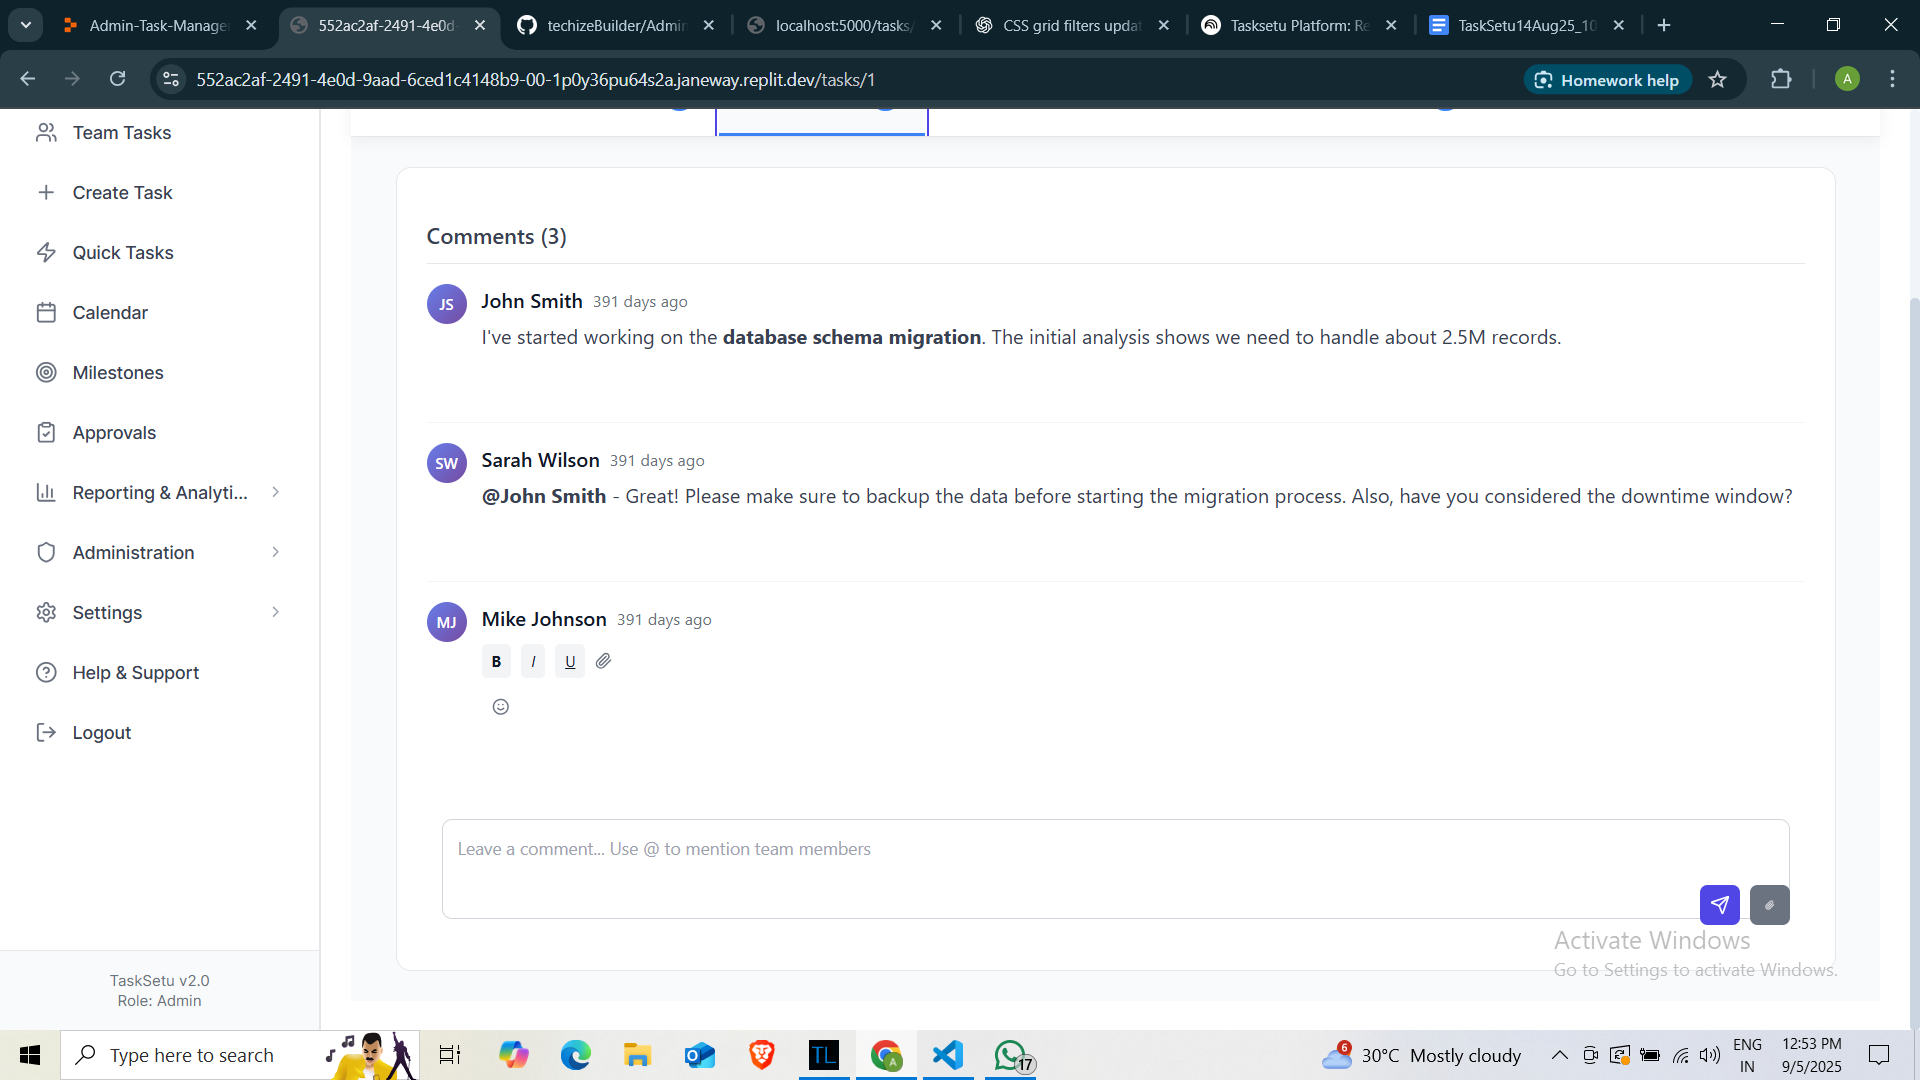 Admin-Task-Manage
552ac2af-2491-4e0d-
techizeBuilder/Admin
localhost:5000/tasks/
CSS grid filters updat
Tasksetu Platform: Re
TaskSetu14Aug25_10
552ac2af-2491-4e0d-9aad-6ced1c4148b9-00-1p0y36pu64s2a.janeway.replit.dev/tasks/1
Homework help
A
Team Tasks
Create Task
Quick Tasks
Calendar
Milestones
Approvals
Reporting & Analyti...
Administration
Settings
Help & Support
Logout
TaskSetu v2.0
Role: Admin
Comments (3)
JS
John Smith 391 days ago
I've started working on the database schema migration. The initial analysis shows we need to handle about 2.5M records.
SW
Sarah Wilson 391 days ago
@John Smith - Great! Please make sure to backup the data before starting the migration process. Also, have you considered the downtime window?
MJ
Mike Johnson 391 days ago
B I U
Leave a comment... Use @ to mention team members
Activate Windows
Go to Settings to activate Windows.
Type here to search
TL
A
17
6
30°C Mostly cloudy
ENG
IN
12:53 PM
9/5/2025